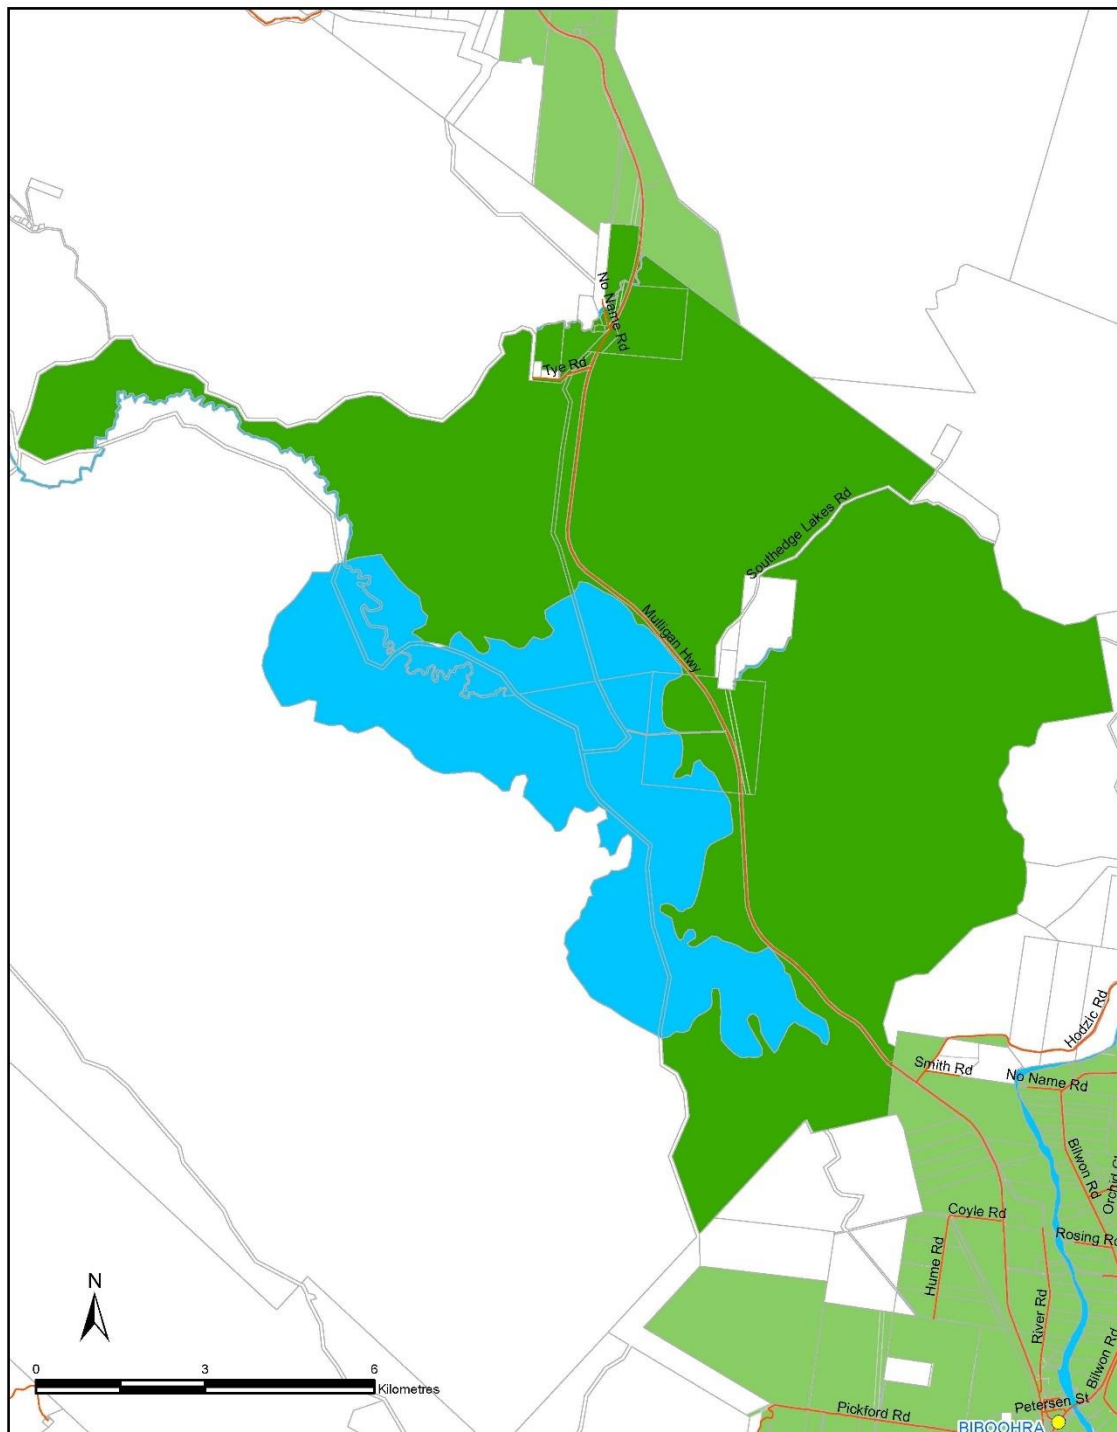 No Name Rd
Tye Rd
Southedge Lakes Rd
Mulligan Hwy
Hodzic Rd
Smith Rd
No Name Rd
Bilwon Rd
Coyle Rd
Rosing Rd
Hume Rd
River Rd
Bilwon Rd
Petersen St
Pickford Rd
BIBOOHRA
N
0 3 6
Kilometres